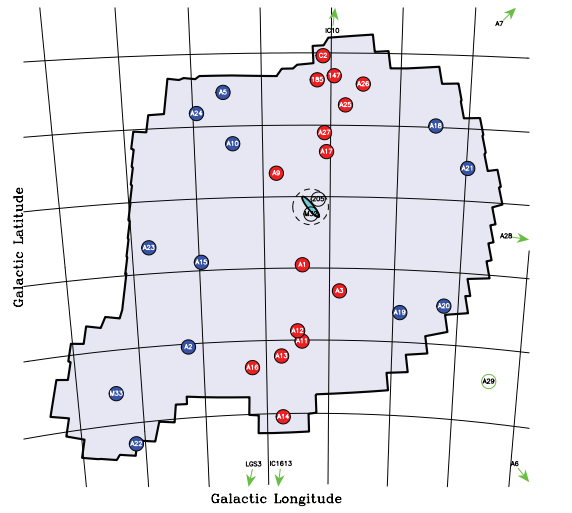 A7
IC10
C2
185
147
A26
A5
A25
A24
A18
A27
A10
A17
A21
A9
I205
M32
A28
A23
A15
A1
A3
A20
A19
A12
A11
A2
A13
A16
A29
M33
A14
A22
LGS3
IC1613
A6
Galactic Latitude
Galactic Longitude